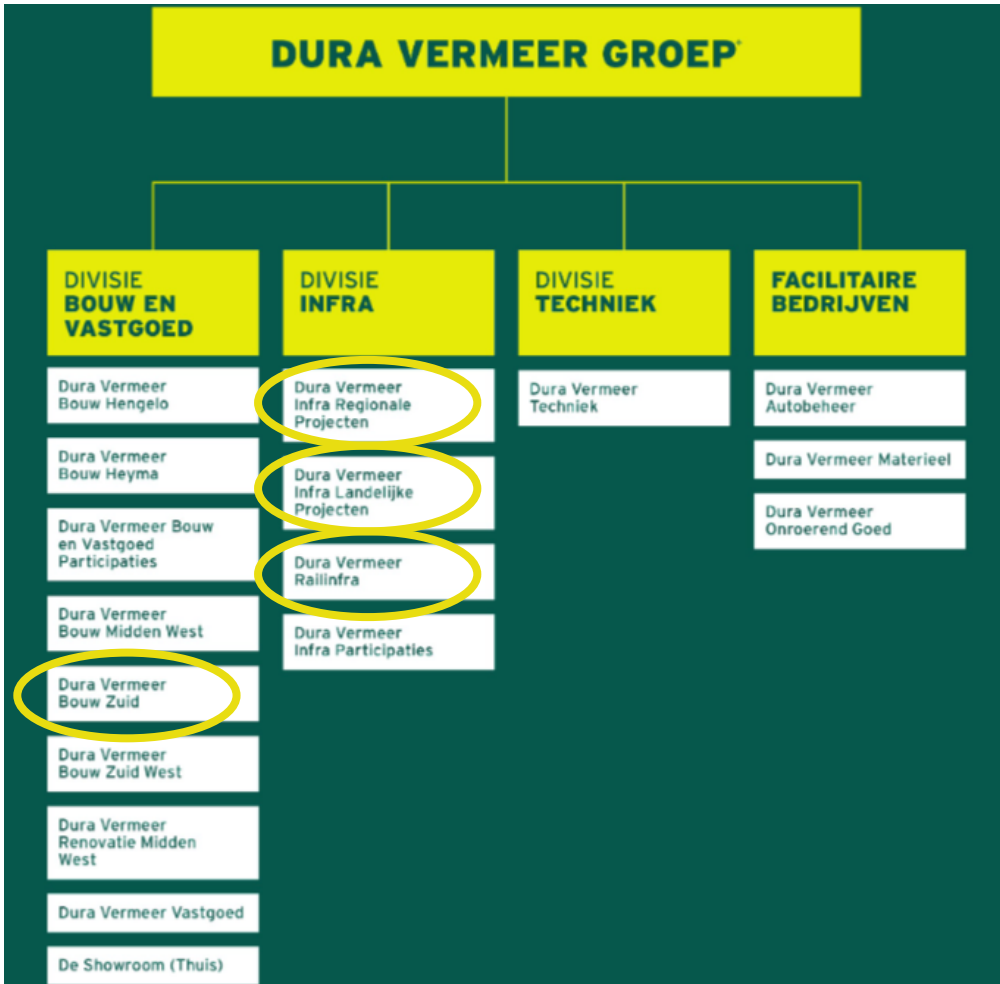 DURA VERMEER GROEP
DIVISIE
BOUW EN
VASTGOED
Dura Vermeer
Bouw Hengelo
Dura Vermeer
Bouw Heyma
Dura Vermeer Bouw
en Vastgoed
Participaties
Dura Vermeer
Bouw Midden West
Dura Vermeer
Bouw Zuid
Dura Vermeer
Bouw Zuid West
Dura Vermeer
Renovatie Midden
West
Dura Vermeer Vastgoed
De Showroom (Thuis)
DIVISIE
INFRA
Dura Vermeer
Infra Regionale
Projecten
Dura Vermeer
Infra Landelijke
Projecten
Dura Vermeer
Railinfra
Dura Vermeer
Infra Participaties
DIVISIE
TECHNIEK
Dura Vermeer
Techniek
FACILITAIRE
BEDRIJVEN
Dura Vermeer
Autobeheer
Dura Vermeer Materieel
Dura Vermeer
Onroerend Goed